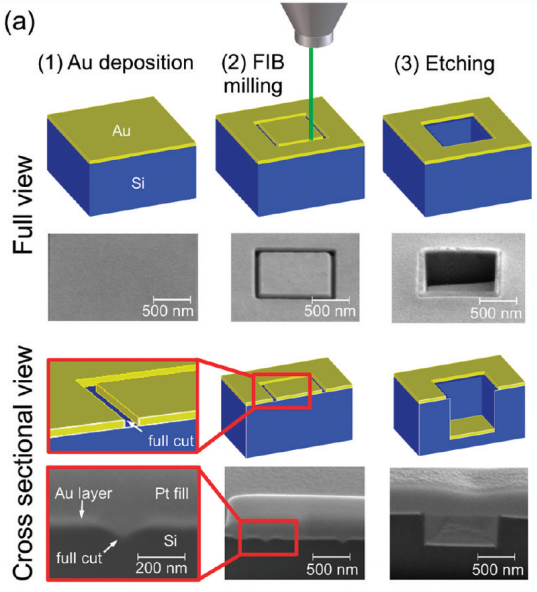 (a)
(1) Au deposition
(2) FIB
milling
(3) Etching
Full view
Au
Si
500 nm
500 nm
500 nm
Cross sectional view
full cut
Au layer
Pt fill
full cut
Si
200 nm
500 nm
500 nm